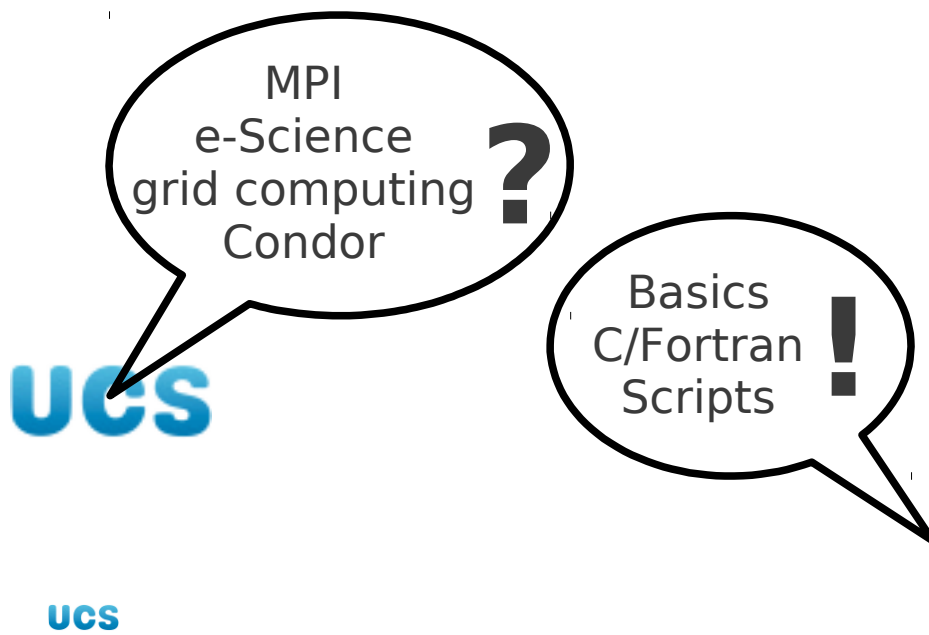 MPI
e-Science
grid computing
Condor
?
Basics
C/Fortran
Scripts
!
UCS
UCS